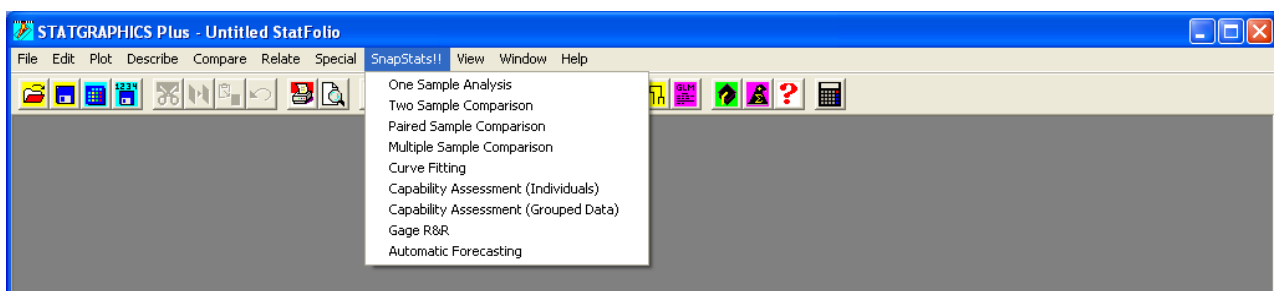 STATGRAPHICS Plus - Untitled StatFolio
File Edit Plot Describe Compare Relate Special SnapStats!! View Window Help
1234
GLM
?
One Sample Analysis
Two Sample Comparison
Paired Sample Comparison
Multiple Sample Comparison
Curve Fitting
Capability Assessment (Individuals)
Capability Assessment (Grouped Data)
Gage R&R
Automatic Forecasting